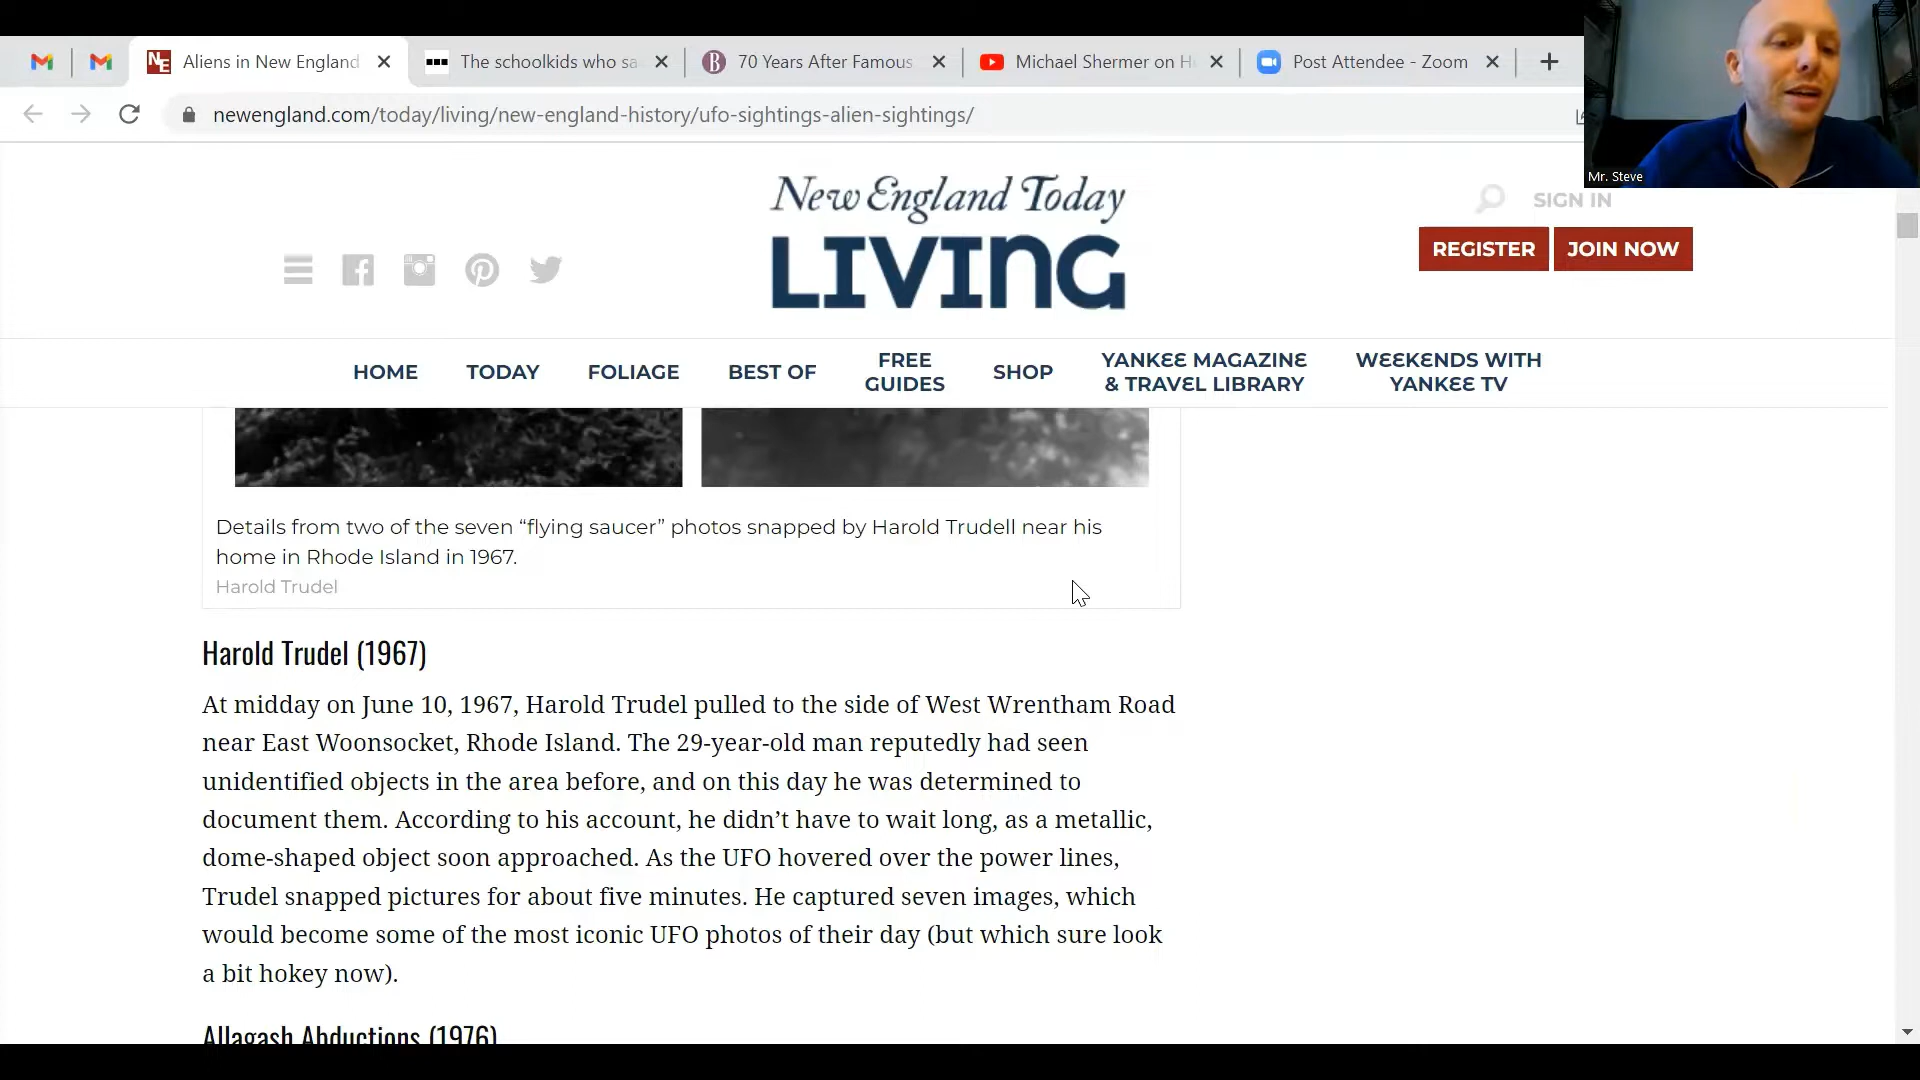 Aliens in New England
The schoolkids who sa
70 Years After Famous
Michael Shermer on H
Post Attendee - Zoom
newengland.com/today/living/new-england-history/ufo-sightings-alien-sightings/
Mr. Steve
New England Today
LIVING
SIGN IN
REGISTER
JOIN NOW
HOME
TODAY
FOLIAGE
BEST OF
FREE
GUIDES
SHOP
YANKEE MAGAZINE
& TRAVEL LIBRARY
WEEKENDS WITH
YANKEE TV
Details from two of the seven “flying saucer” photos snapped by Harold Trudell near his
home in Rhode Island in 1967.
Harold Trudel
Harold Trudel (1967)
At midday on June 10, 1967, Harold Trudel pulled to the side of West Wrentham Road
near East Woonsocket, Rhode Island. The 29-year-old man reputedly had seen
unidentified objects in the area before, and on this day he was determined to
document them. According to his account, he didn’t have to wait long, as a metallic,
dome-shaped object soon approached. As the UFO hovered over the power lines,
Trudel snapped pictures for about five minutes. He captured seven images, which
would become some of the most iconic UFO photos of their day (but which sure look
a bit hokey now).
Allagash Abductions (1976)